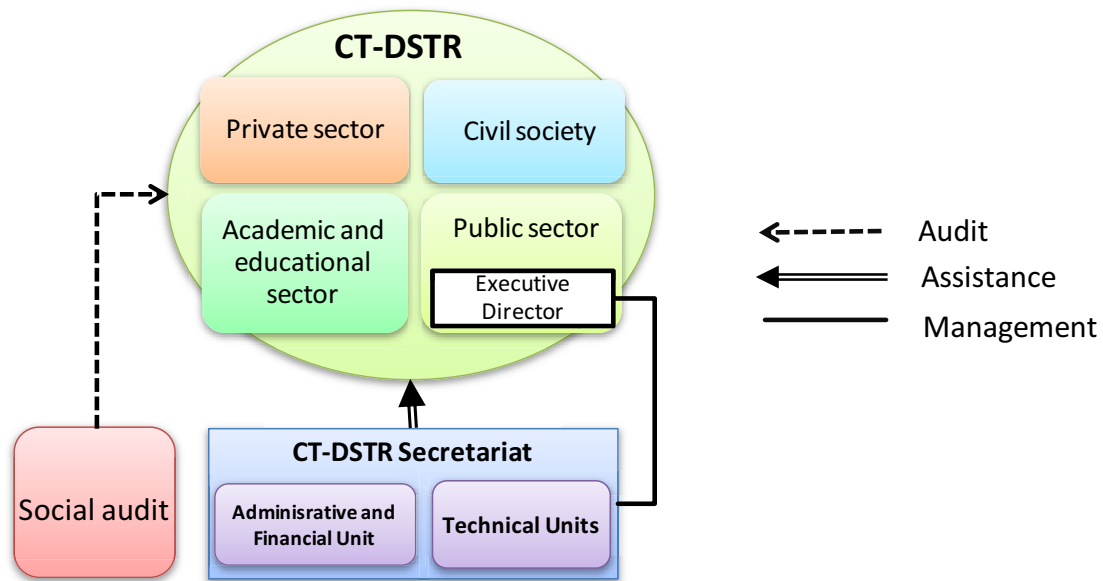 CT-DSTR
Private sector
Civil society
Academic and
educational
sector
Public sector
Executive
Director
Audit
Assistance
Management
Social audit
CT-DSTR Secretariat
Adminisrative and
Financial Unit
Technical Units